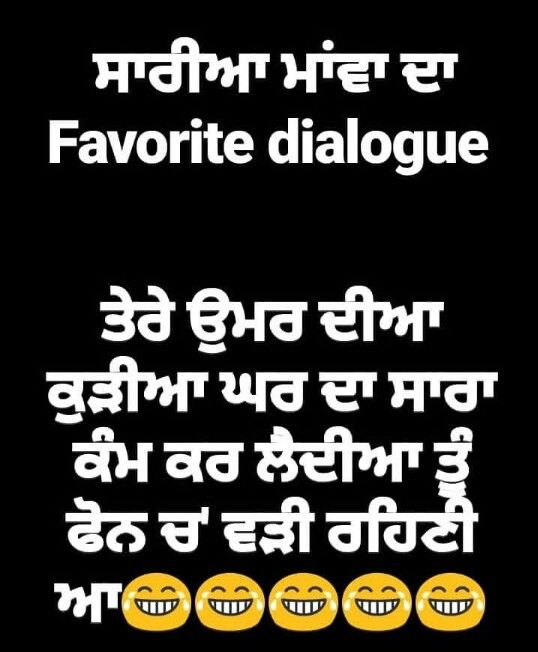 ਸਾਰੀਆ ਮਾਂਵਾ ਦਾ
Favorite dialogue
ਤੇਰੇ ਉਮਰ ਦੀਆ
ਕੁੜੀਆ ਘਰ ਦਾ ਸਾਰਾ
ਕੰਮ ਕਰ ਲੈਂਦੀਆ ਤੂੰ
ਫੋਨ ਚ' ਵੜੀ ਰਹਿਣੀ
ਆ😂😂😂😂😂